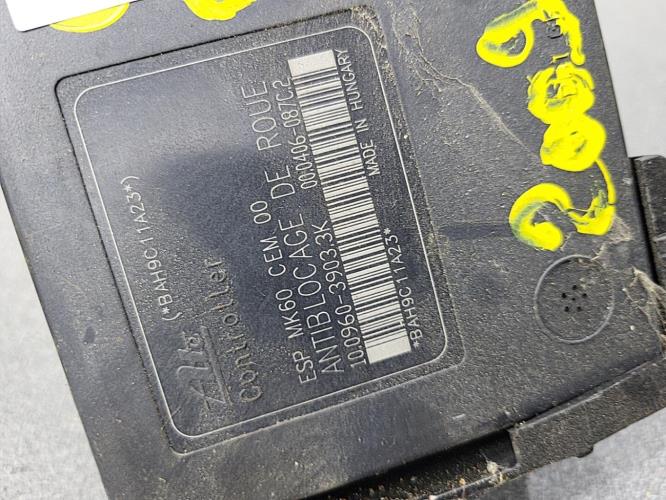 (*BAH9C11A23*)
Controller
ESP MK60 CEM 00
ANTIBLOCAGE DE ROUE
10.0960-3903.3K 00.0406-087C.2
MADE IN HUNGARY
*BAH9C11A23*
2009